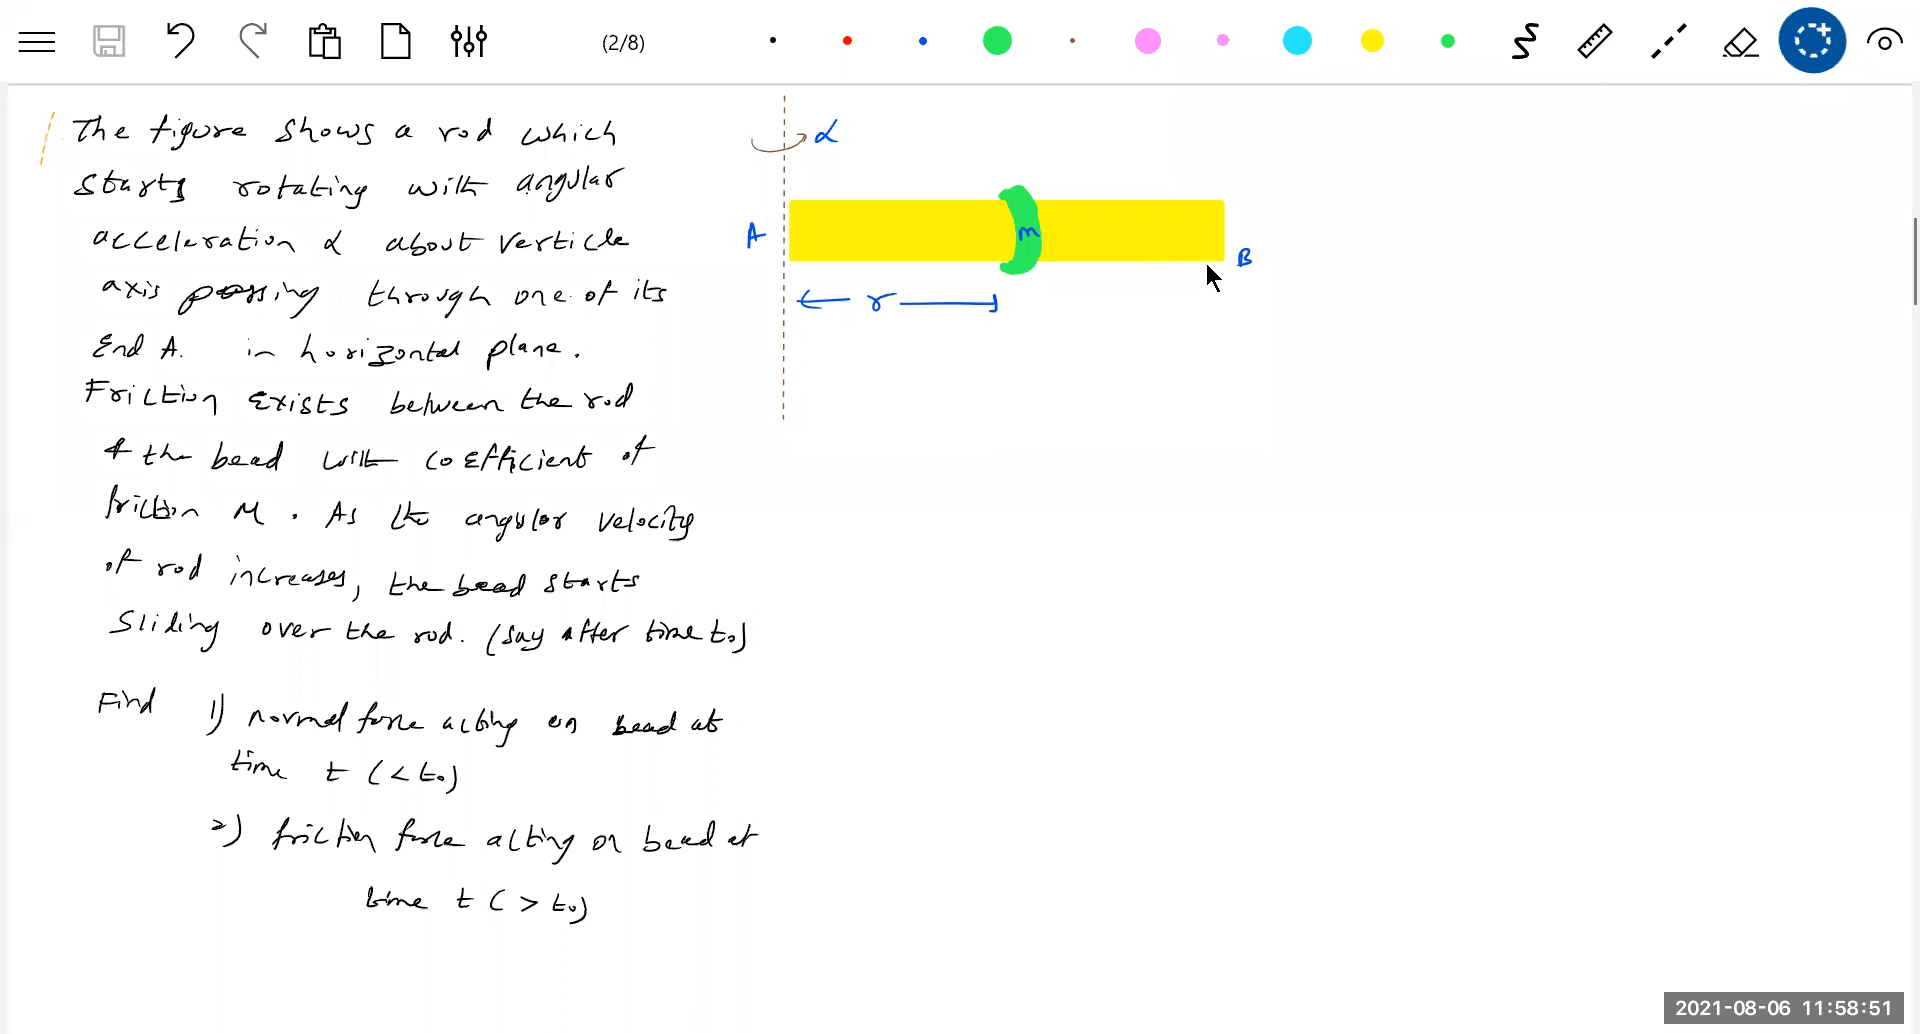 (2/8)
The figure shows a rod which
starts rotating with angular
acceleration α about verticle
axis passing through one of its
End A. in horizontal plane.
Friction exists between the rod
& the bead with coefficient of
friction μ. As the angular velocity
of rod increases, the bead starts
sliding over the rod. (say after time t₀)
Find 1) normal force acting on bead at
time t (< t₀)
2) friction force acting on bead at
time t (> t₀)
α
A
m
B
r
2021-08-06 11:58:51